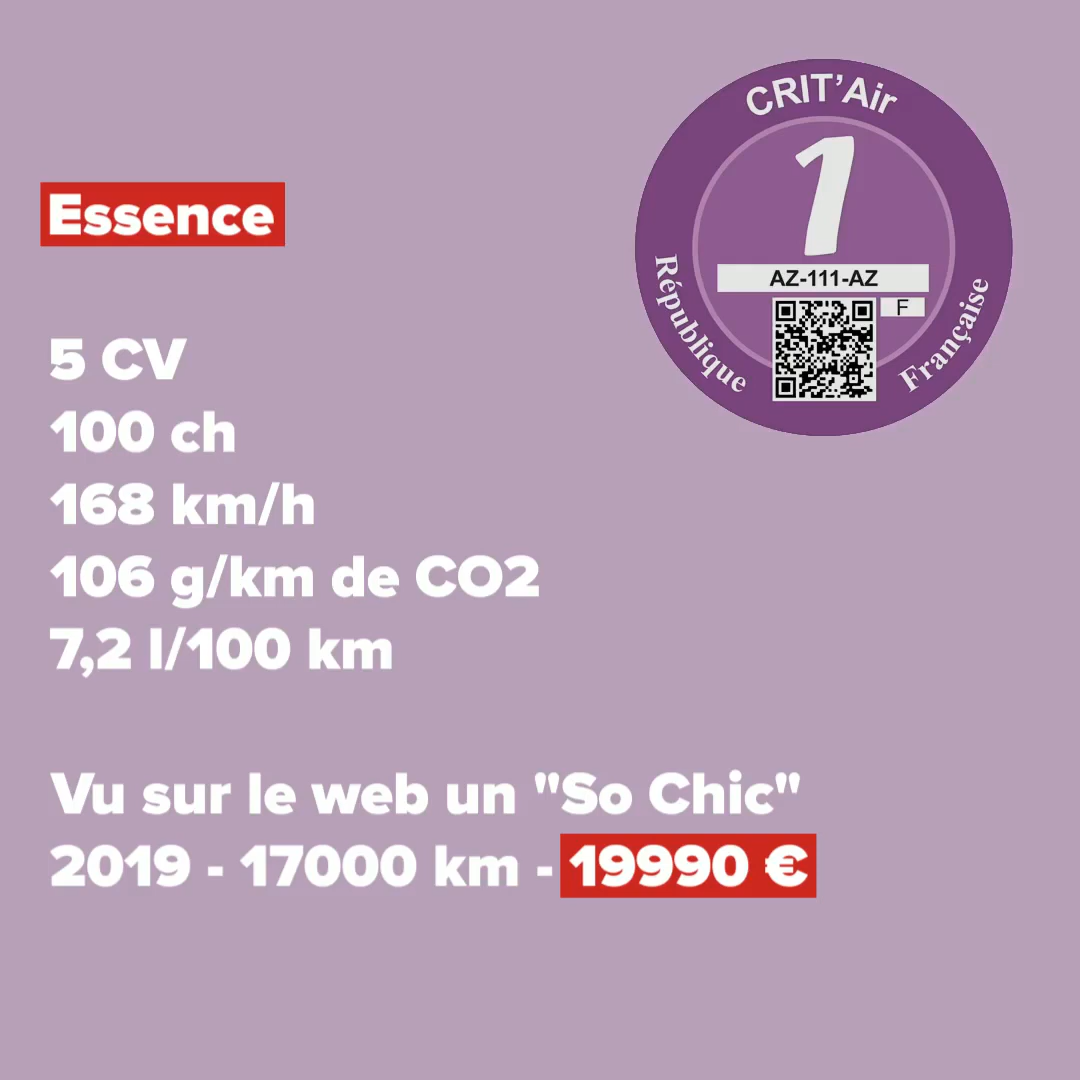 CRIT'Air
1
AZ-111-AZ
F
République Française
Essence
5 CV
100 ch
168 km/h
106 g/km de CO2
7,2 l/100 km
Vu sur le web un "So Chic"
2019 - 17000 km - 19990 €